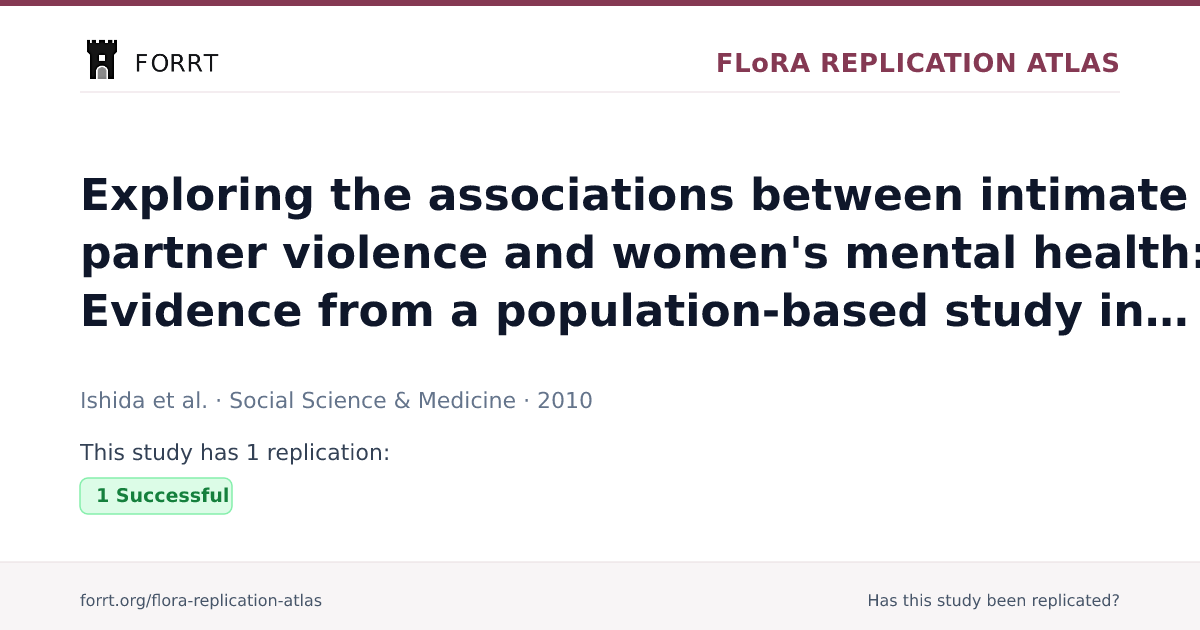 FORRT
FLoRA REPLICATION ATLAS
Exploring the associations between intimate
partner violence and women's mental health:
Evidence from a population-based study in…
Ishida et al. · Social Science & Medicine · 2010
This study has 1 replication:
1 Successful
forrt.org/flora-replication-atlas
Has this study been replicated?